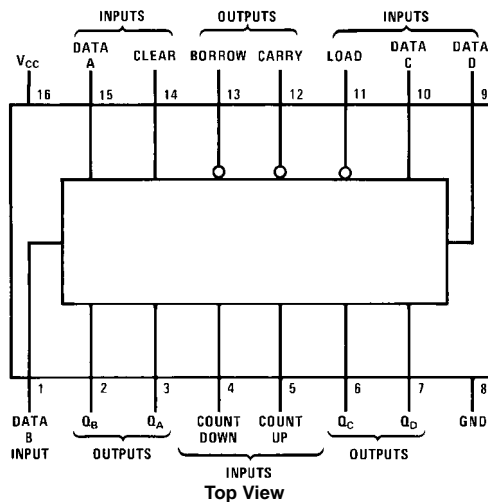 INPUTS
OUTPUTS
INPUTS
VCC
DATA
A
CLEAR
BORROW
CARRY
LOAD
DATA
C
DATA
D
16
15
14
13
12
11
10
9
1
2
3
4
5
6
7
8
DATA
B
INPUT
QB
QA
COUNT
DOWN
COUNT
UP
QC
QD
GND
OUTPUTS
INPUTS
OUTPUTS
Top View